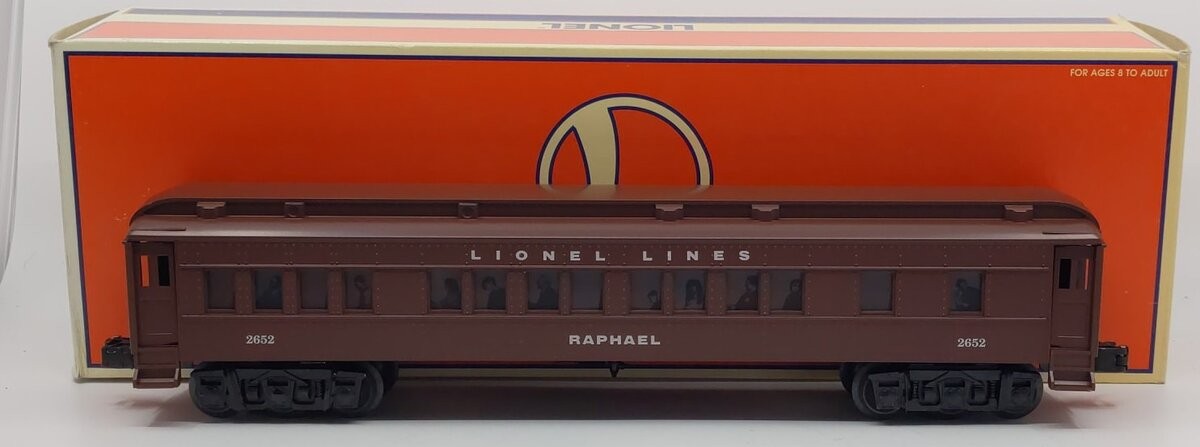 LIONEL
FOR AGES 8 TO ADULT
LIONEL LINES
2652 RAPHAEL 2652